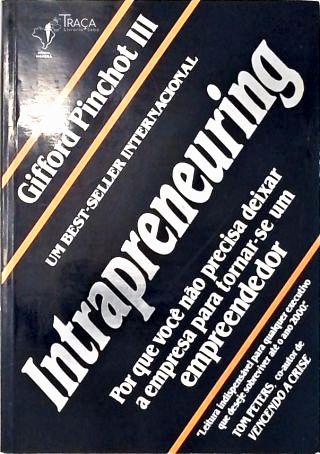 TRAÇA
Livraria e Sebo
Gifford Pinchot III
UM BEST-SELLER INTERNACIONAL
Intrapreneuring
Por que você não precisa deixar
a empresa para tornar-se um
empreendedor
"Leitura indispensável para qualquer executivo
que deseje sobreviver até o ano 2000."
TOM PETERS, co-autor de
VENCENDO A CRISE